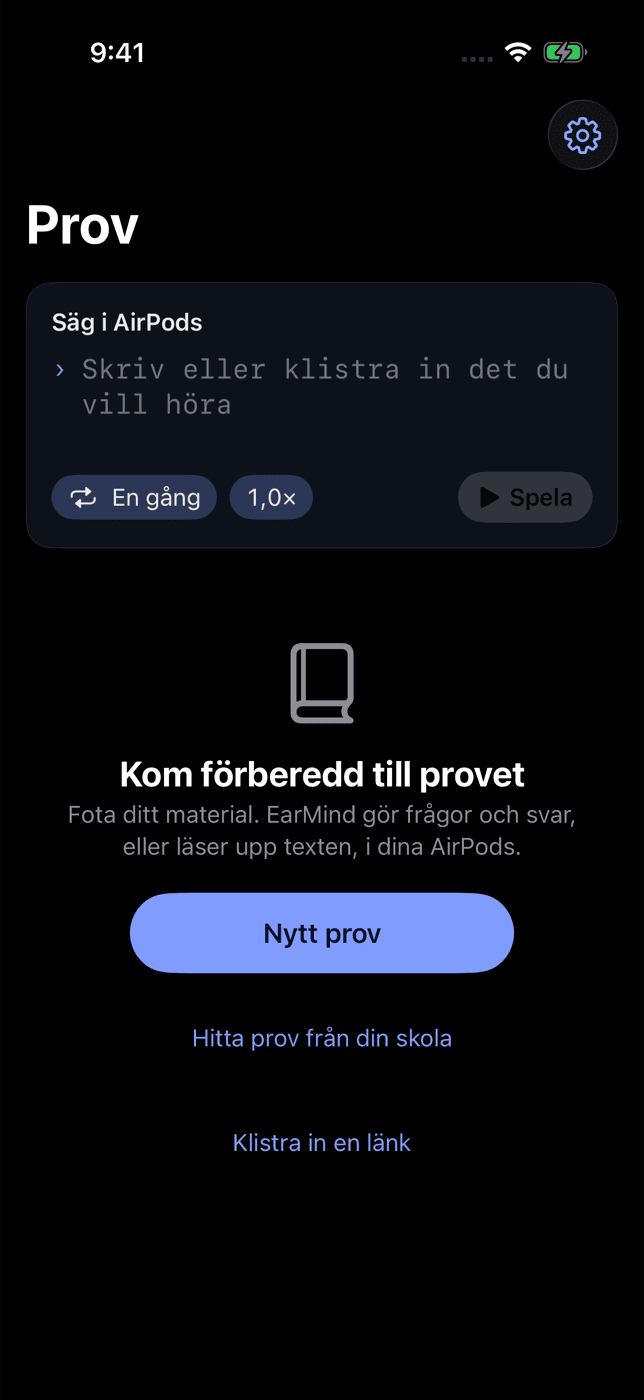 9:41
Prov
Säg i AirPods
› Skriv eller klistra in det du
vill höra
En gång
1,0×
Spela
Kom förberedd till provet
Fota ditt material. EarMind gör frågor och svar,
eller läser upp texten, i dina AirPods.
Nytt prov
Hitta prov från din skola
Klistra in en länk